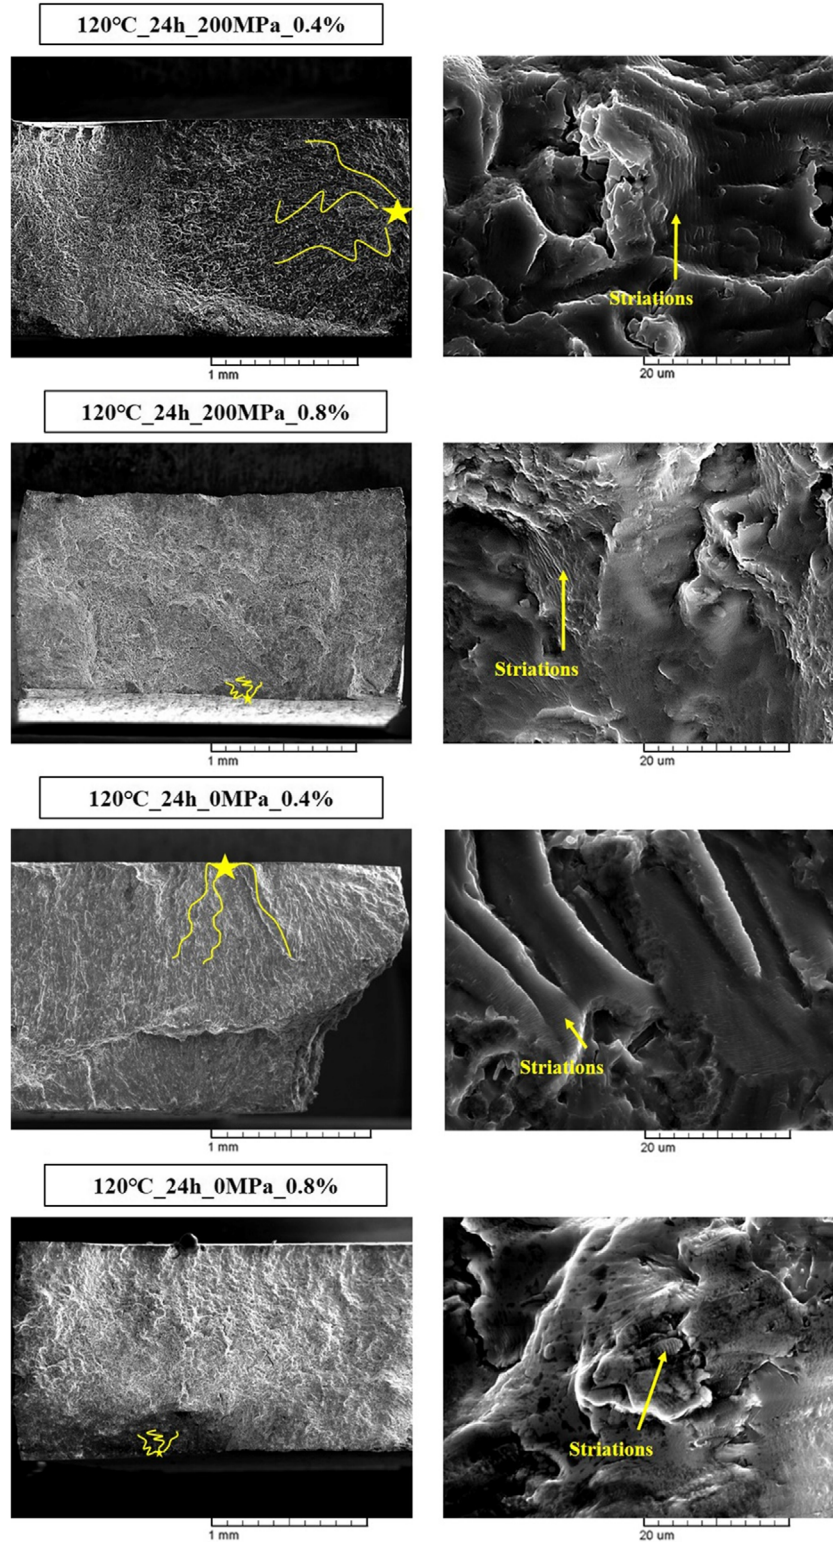 120°C_24h_200MPa_0.4%
Striations
1 mm
20 um
120°C_24h_200MPa_0.8%
Striations
1 mm
20 um
120°C_24h_0MPa_0.4%
Striations
1 mm
20 um
120°C_24h_0MPa_0.8%
Striations
1 mm
20 um